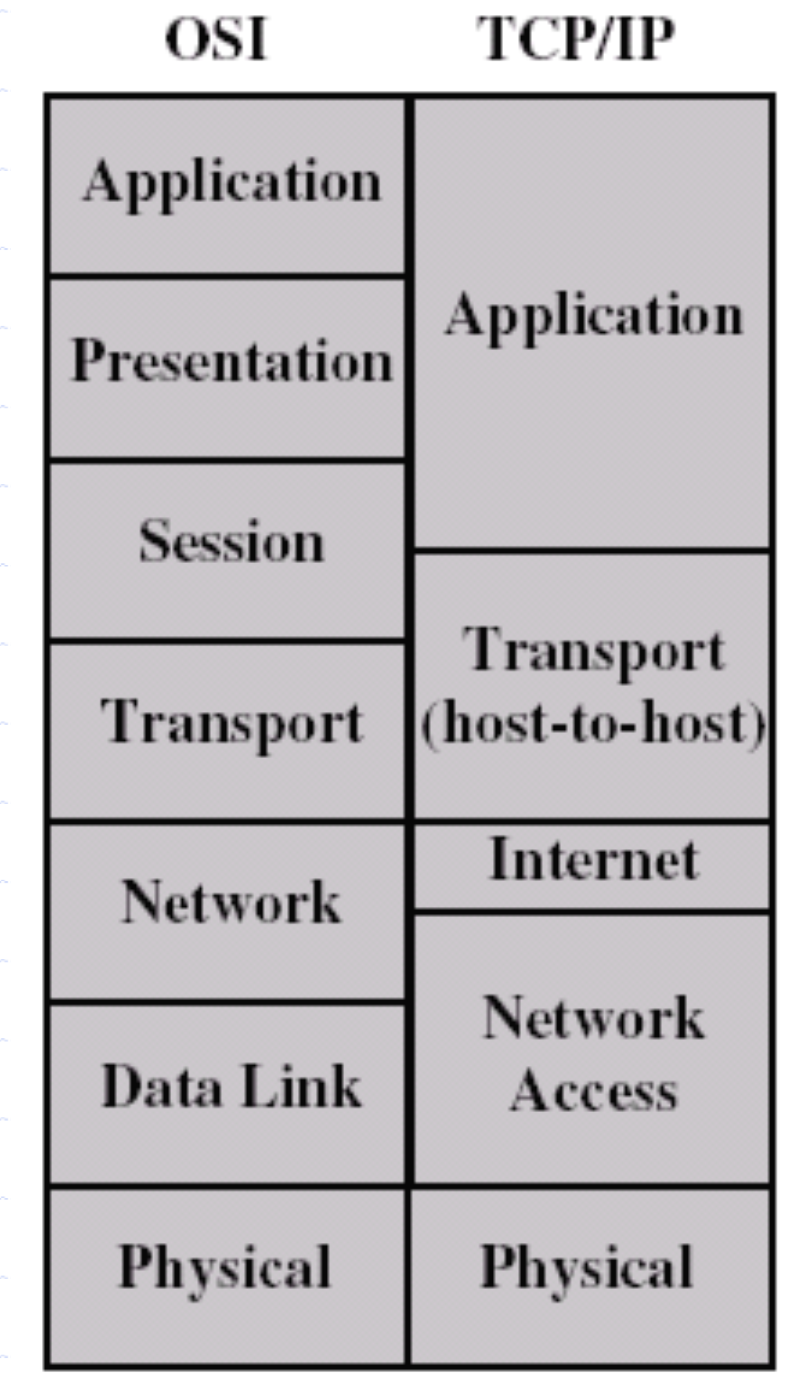 OSI
TCP/IP
Application
Presentation
Session
Transport
Network
Data Link
Physical
Application
Transport
(host-to-host)
Internet
Network
Access
Physical